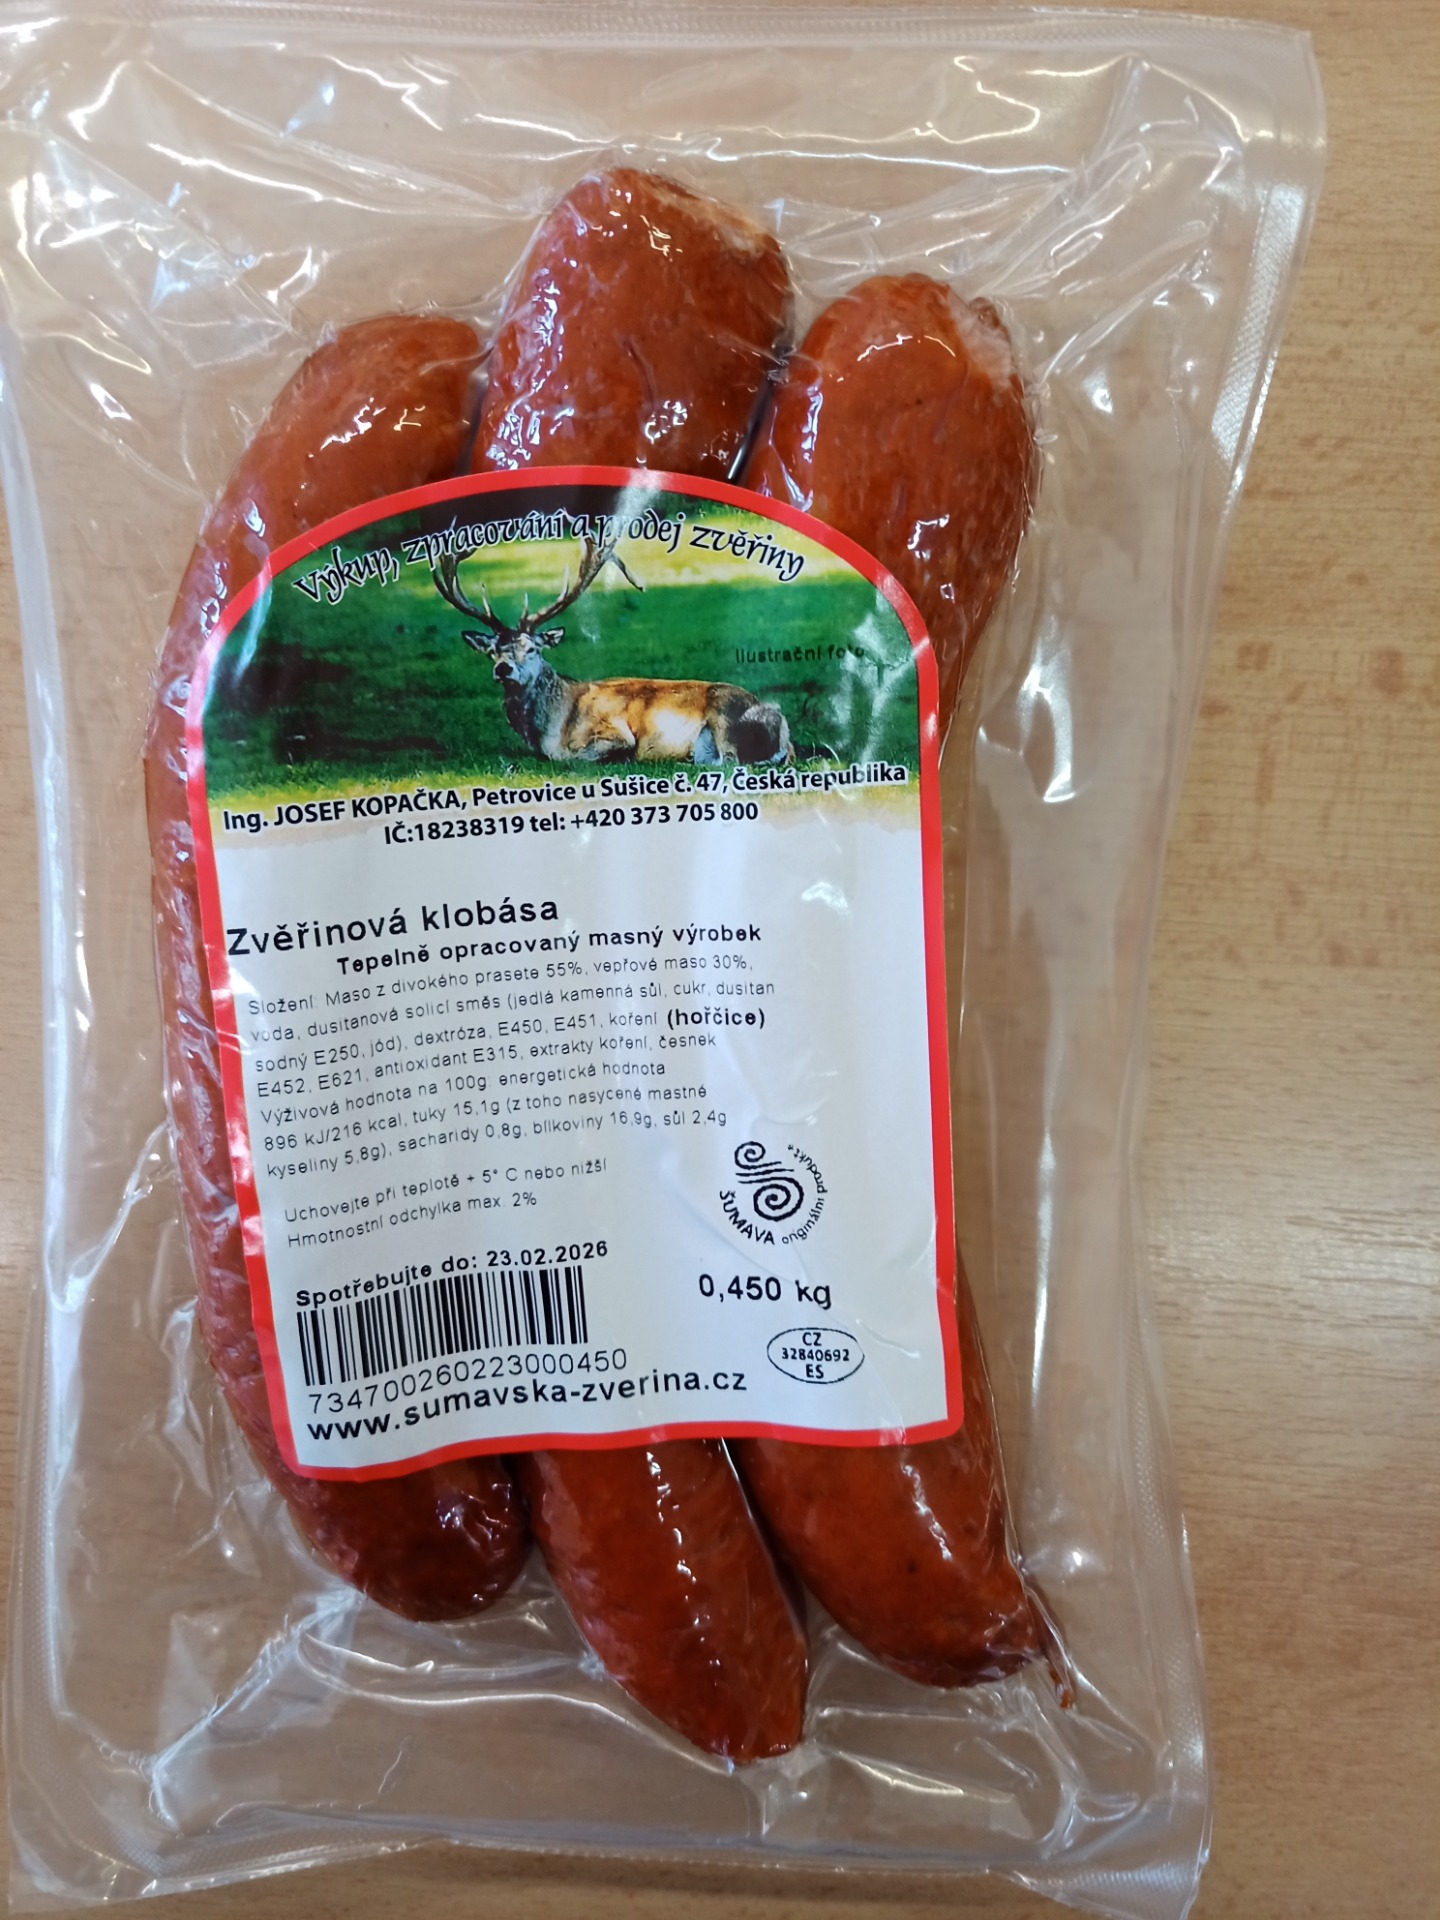 Výkup, zpracování a prodej zvěřiny
Ilustrační foto
Ing. JOSEF KOPAČKA, Petrovice u Sušice č. 47, Česká republika
IČ:18238319 tel: +420 373 705 800
Zvěřinová klobása
Tepelně opracovaný masný výrobek
Složení: Maso z divokého prasete 55%, vepřové maso 30%,
voda, dusitanová solící směs (jedlá kamenná sůl, cukr, dusitan
sodný E250, jód), dextróza, E450, E451, koření (hořčice)
E452, E621, antioxidant E315, extrakty koření, česnek
Výživová hodnota na 100g: energetická hodnota
896 kJ/216 kcal, tuky 15,1g (z toho nasycené mastné
kyseliny 5,8g), sacharidy 0,8g, bílkoviny 16,9g, sůl 2,4g
Uchovejte při teplotě + 5° C nebo nižší
Hmotnostní odchylka max. 2%
ŠUMAVA originální produkt®
Spotřebujte do: 23.02.2026
0,450 kg
734700260223000450
CZ
32840692
ES
www.sumavska-zverina.cz